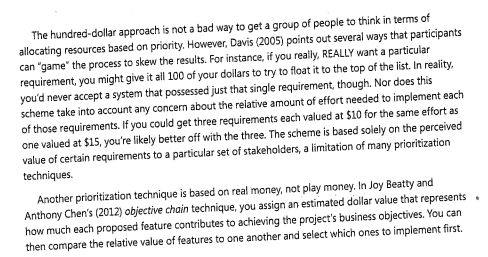 The hundred-dollar approach is not a bad way to get a group of people to think in terms of
allocating resources based on priority. However, Davis (2005) points out several ways that participants
can "game" the process to skew the results. For instance, if you really, REALLY want a particular
requirement, you might give it all 100 of your dollars to try to float it to the top of the list. In reality,
you'd never accept a system that possessed just that single requirement, though. Nor does this
scheme take into account any concern about the relative amount of effort needed to implement each
of those requirements. If you could get three requirements each valued at $10 for the same effort as
one valued at $15, you're likely better off with the three. The scheme is based solely on the perceived
value of certain requirements to a particular set of stakeholders, a limitation of many prioritization
techniques.
Another prioritization technique is based on real money, not play money. In Joy Beatty and
Anthony Chen's (2012) objective chain technique, you assign an estimated dollar value that represents
how much each proposed feature contributes to achieving the project's business objectives. You can
then compare the relative value of features to one another and select which ones to implement first.